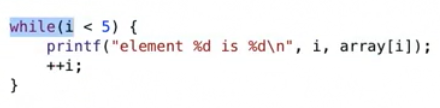 while(i < 5) {
    printf("element %d is %d\n", i, array[i]);
    ++i;
}